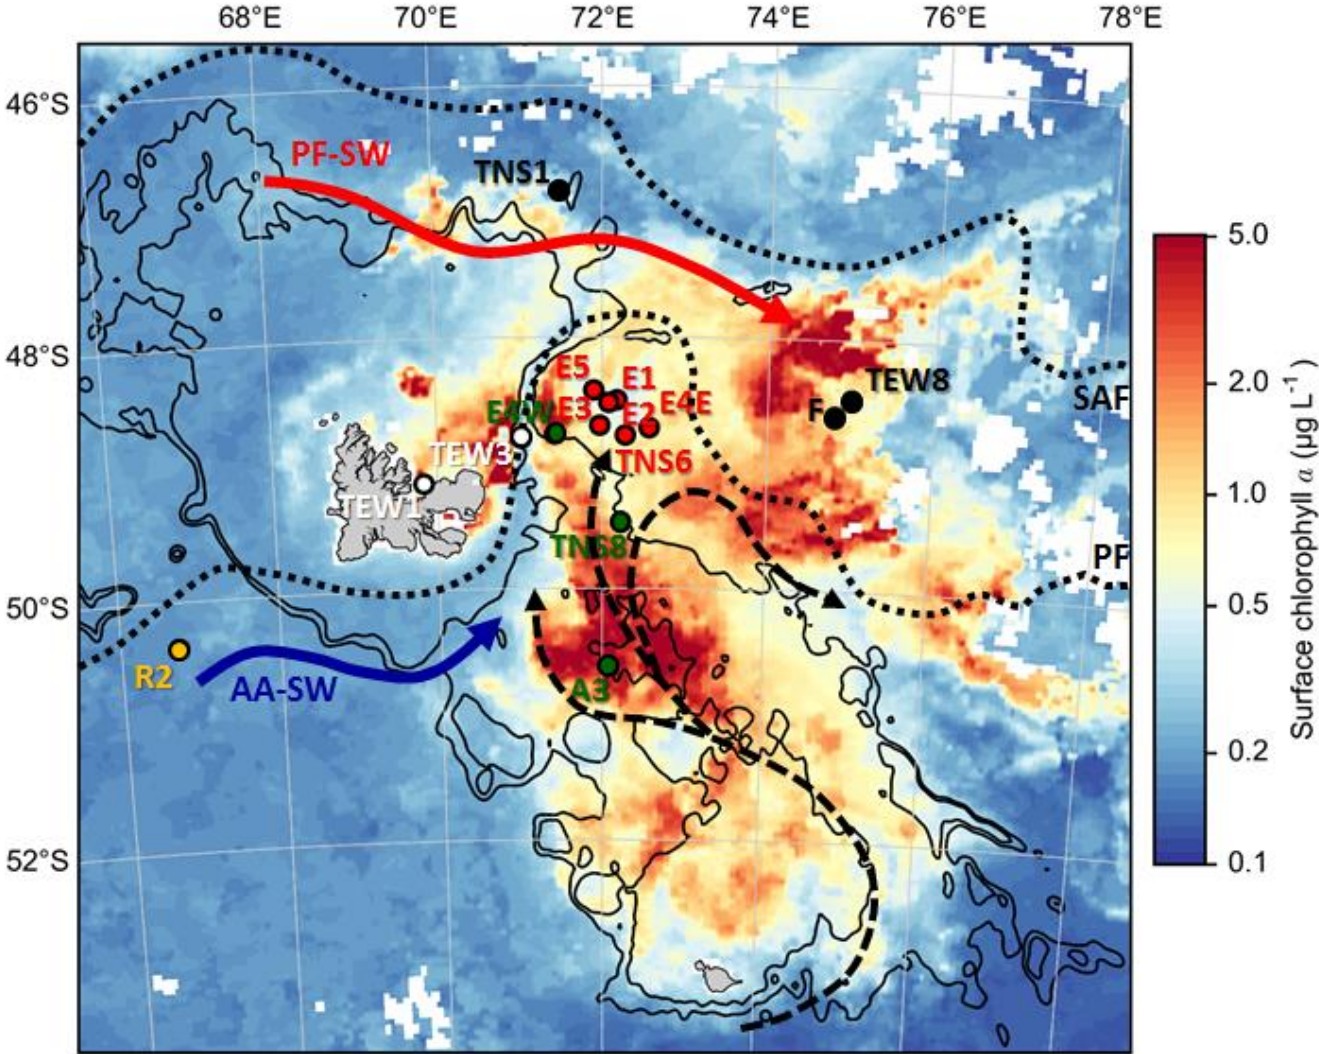 68°E 70°E 72°E 74°E 76°E 78°E
46°S
PF-SW
TNS1
5.0
48°S
E5
E1
TEW8
2.0
E4W
E3
E2
E4E
F
SAF
TEW3
TNS6
TEW1
1.0
TNS8
PF
50°S
0.5
R2
AA-SW
A3
0.2
52°S
0.1
Surface chlorophyll a (µg L⁻¹)